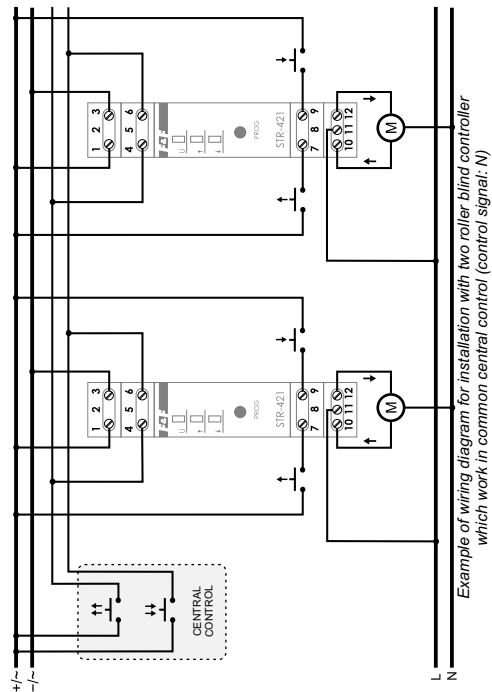 +/~
-/~
CENTRAL
CONTROL
1 2 3
4 5 6
F&F
U
PROG
STR-421
7 8 9
10 11 12
M
1 2 3
4 5 6
F&F
U
PROG
STR-421
7 8 9
10 11 12
M
L
N
Example of wiring diagram for installation with two roller blind controller
which work in common central control (control signal: N)